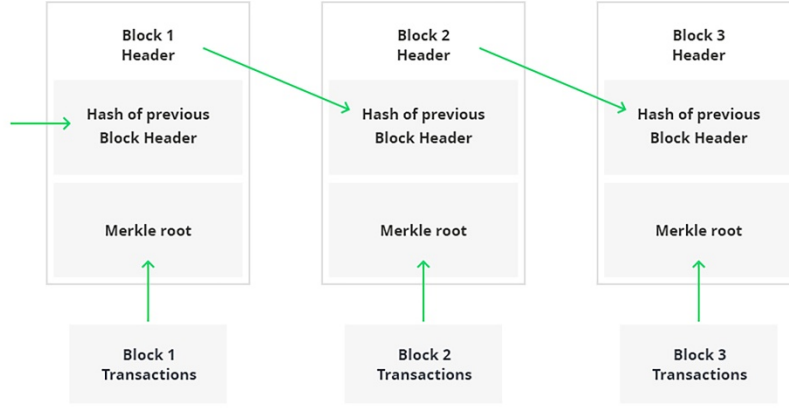 Block 1
Header
Hash of previous
Block Header
Merkle root
Block 1
Transactions
Block 2
Header
Hash of previous
Block Header
Merkle root
Block 2
Transactions
Block 3
Header
Hash of previous
Block Header
Merkle root
Block 3
Transactions